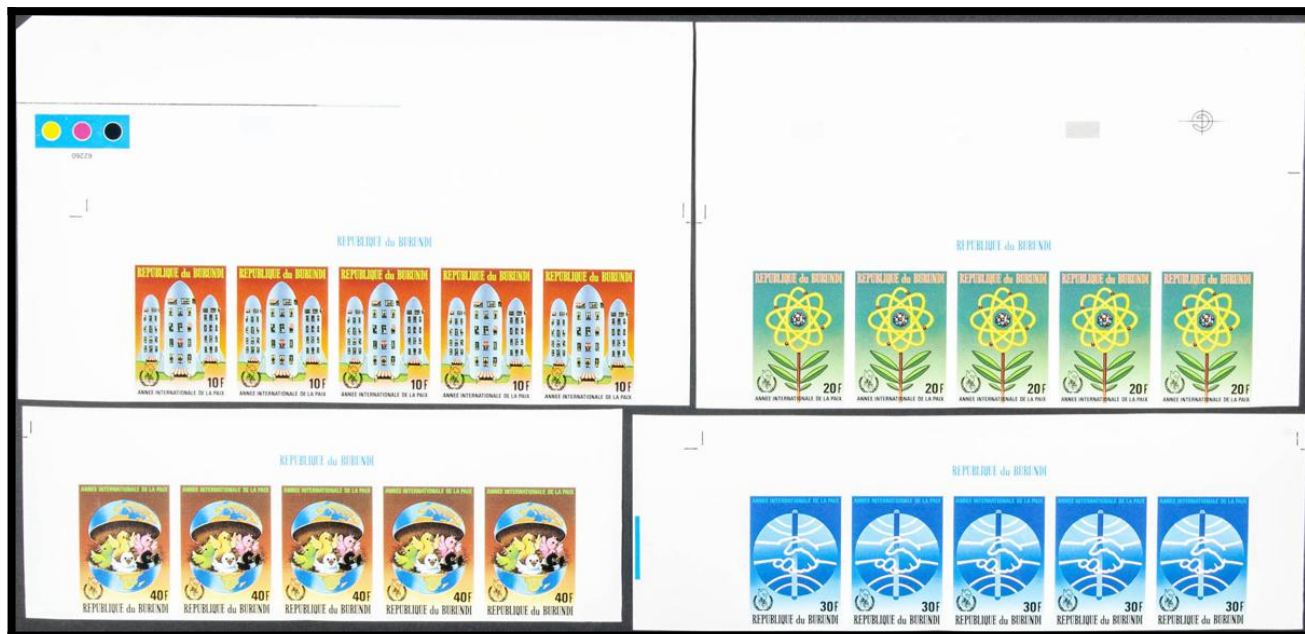 62260
REPUBLIQUE du BURUNDI
REPUBLIQUE du BURUNDI REPUBLIQUE du BURUNDI REPUBLIQUE du BURUNDI REPUBLIQUE du BURUNDI REPUBLIQUE du BURUNDI
10F 10F 10F 10F 10F
ANNEE INTERNATIONALE DE LA PAIX ANNEE INTERNATIONALE DE LA PAIX ANNEE INTERNATIONALE DE LA PAIX ANNEE INTERNATIONALE DE LA PAIX ANNEE INTERNATIONALE DE LA PAIX
REPUBLIQUE du BURUNDI
REPUBLIQUE du BURUNDI REPUBLIQUE du BURUNDI REPUBLIQUE du BURUNDI REPUBLIQUE du BURUNDI REPUBLIQUE du BURUNDI
20F 20F 20F 20F 20F
ANNEE INTERNATIONALE DE LA PAIX ANNEE INTERNATIONALE DE LA PAIX ANNEE INTERNATIONALE DE LA PAIX ANNEE INTERNATIONALE DE LA PAIX ANNEE INTERNATIONALE DE LA PAIX
REPUBLIQUE du BURUNDI
ANNEE INTERNATIONALE DE LA PAIX ANNEE INTERNATIONALE DE LA PAIX ANNEE INTERNATIONALE DE LA PAIX ANNEE INTERNATIONALE DE LA PAIX ANNEE INTERNATIONALE DE LA PAIX
40F 40F 40F 40F 40F
REPUBLIQUE du BURUNDI REPUBLIQUE du BURUNDI REPUBLIQUE du BURUNDI REPUBLIQUE du BURUNDI REPUBLIQUE du BURUNDI
REPUBLIQUE du BURUNDI
ANNEE INTERNATIONALE DE LA PAIX ANNEE INTERNATIONALE DE LA PAIX ANNEE INTERNATIONALE DE LA PAIX ANNEE INTERNATIONALE DE LA PAIX ANNEE INTERNATIONALE DE LA PAIX
30F 30F 30F 30F 30F
REPUBLIQUE du BURUNDI REPUBLIQUE du BURUNDI REPUBLIQUE du BURUNDI REPUBLIQUE du BURUNDI REPUBLIQUE du BURUNDI